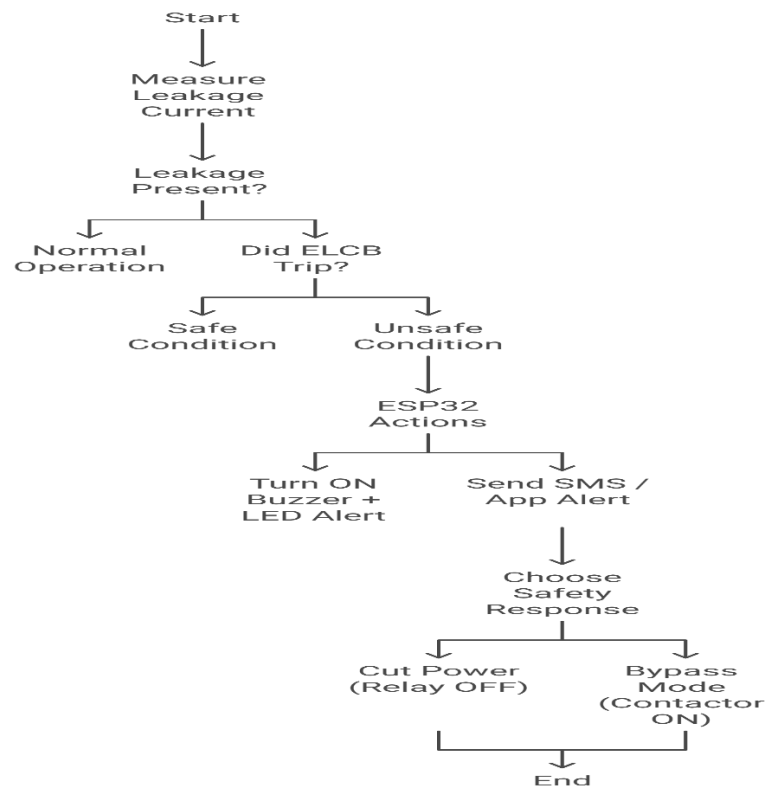 Start
Measure
Leakage
Current
Leakage
Present?
Normal
Operation
Did ELCB
Trip?
Safe
Condition
Unsafe
Condition
ESP32
Actions
Turn ON
Buzzer +
LED Alert
Send SMS /
App Alert
Choose
Safety
Response
Cut Power
(Relay OFF)
Bypass
Mode
(Contactor
ON)
End